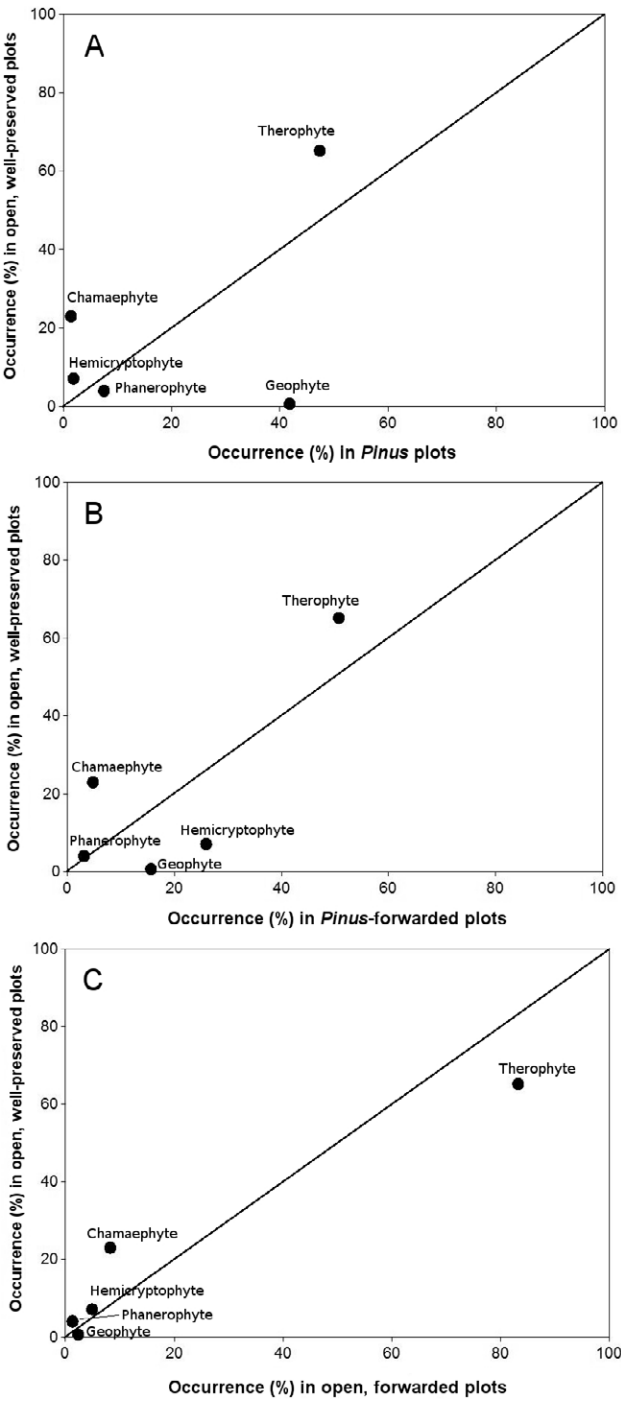 A
Occurrence (%) in open, well-preserved plots
100
80
60
40
20
0
Therophyte
Chamaephyte
Hemicryptophyte
Phanerophyte
Geophyte
0 20 40 60 80 100
Occurrence (%) in Pinus plots
B
Occurrence (%) in open, well-preserved plots
100
80
60
40
20
0
Therophyte
Chamaephyte
Phanerophyte
Hemicryptophyte
Geophyte
0 20 40 60 80 100
Occurrence (%) in Pinus-forwarded plots
C
Occurrence (%) in open, well-preserved plots
100
80
60
40
20
0
Therophyte
Chamaephyte
Hemicryptophyte
Phanerophyte
Geophyte
0 20 40 60 80 100
Occurrence (%) in open, forwarded plots